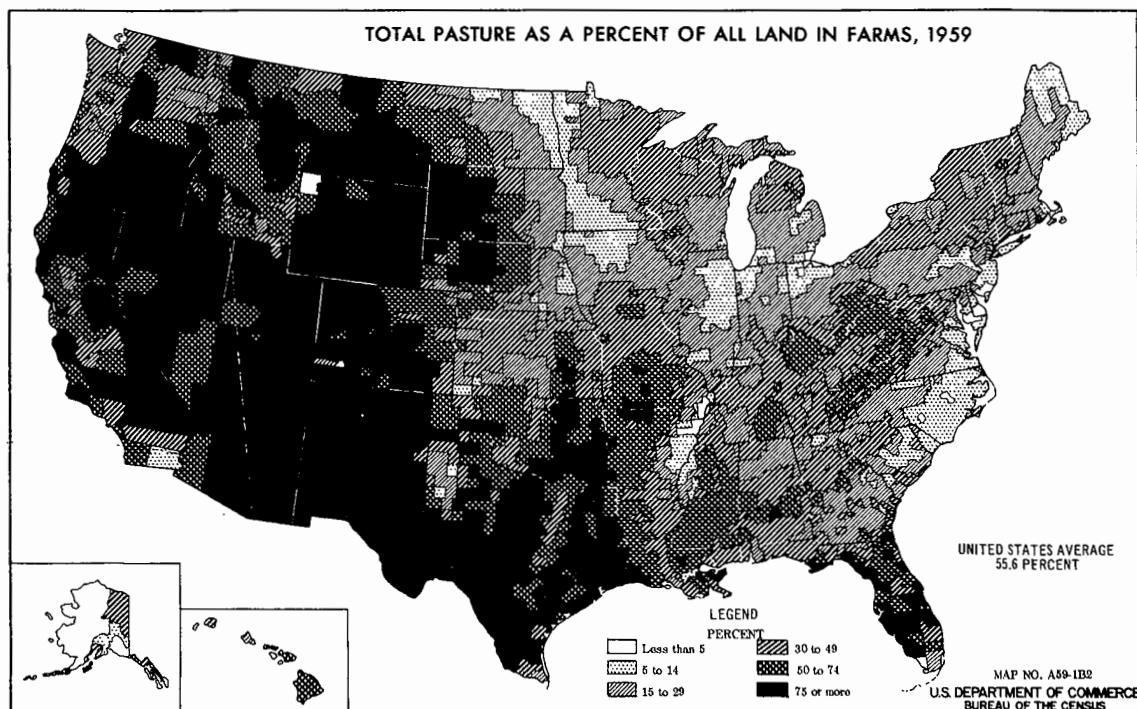 TOTAL PASTURE AS A PERCENT OF ALL LAND IN FARMS, 1959
UNITED STATES AVERAGE
55.6 PERCENT
LEGEND
PERCENT
Less than 5
5 to 14
15 to 29
30 to 49
50 to 74
75 or more
MAP NO. A59-1B2
U.S. DEPARTMENT OF COMMERCE
BUREAU OF THE CENSUS